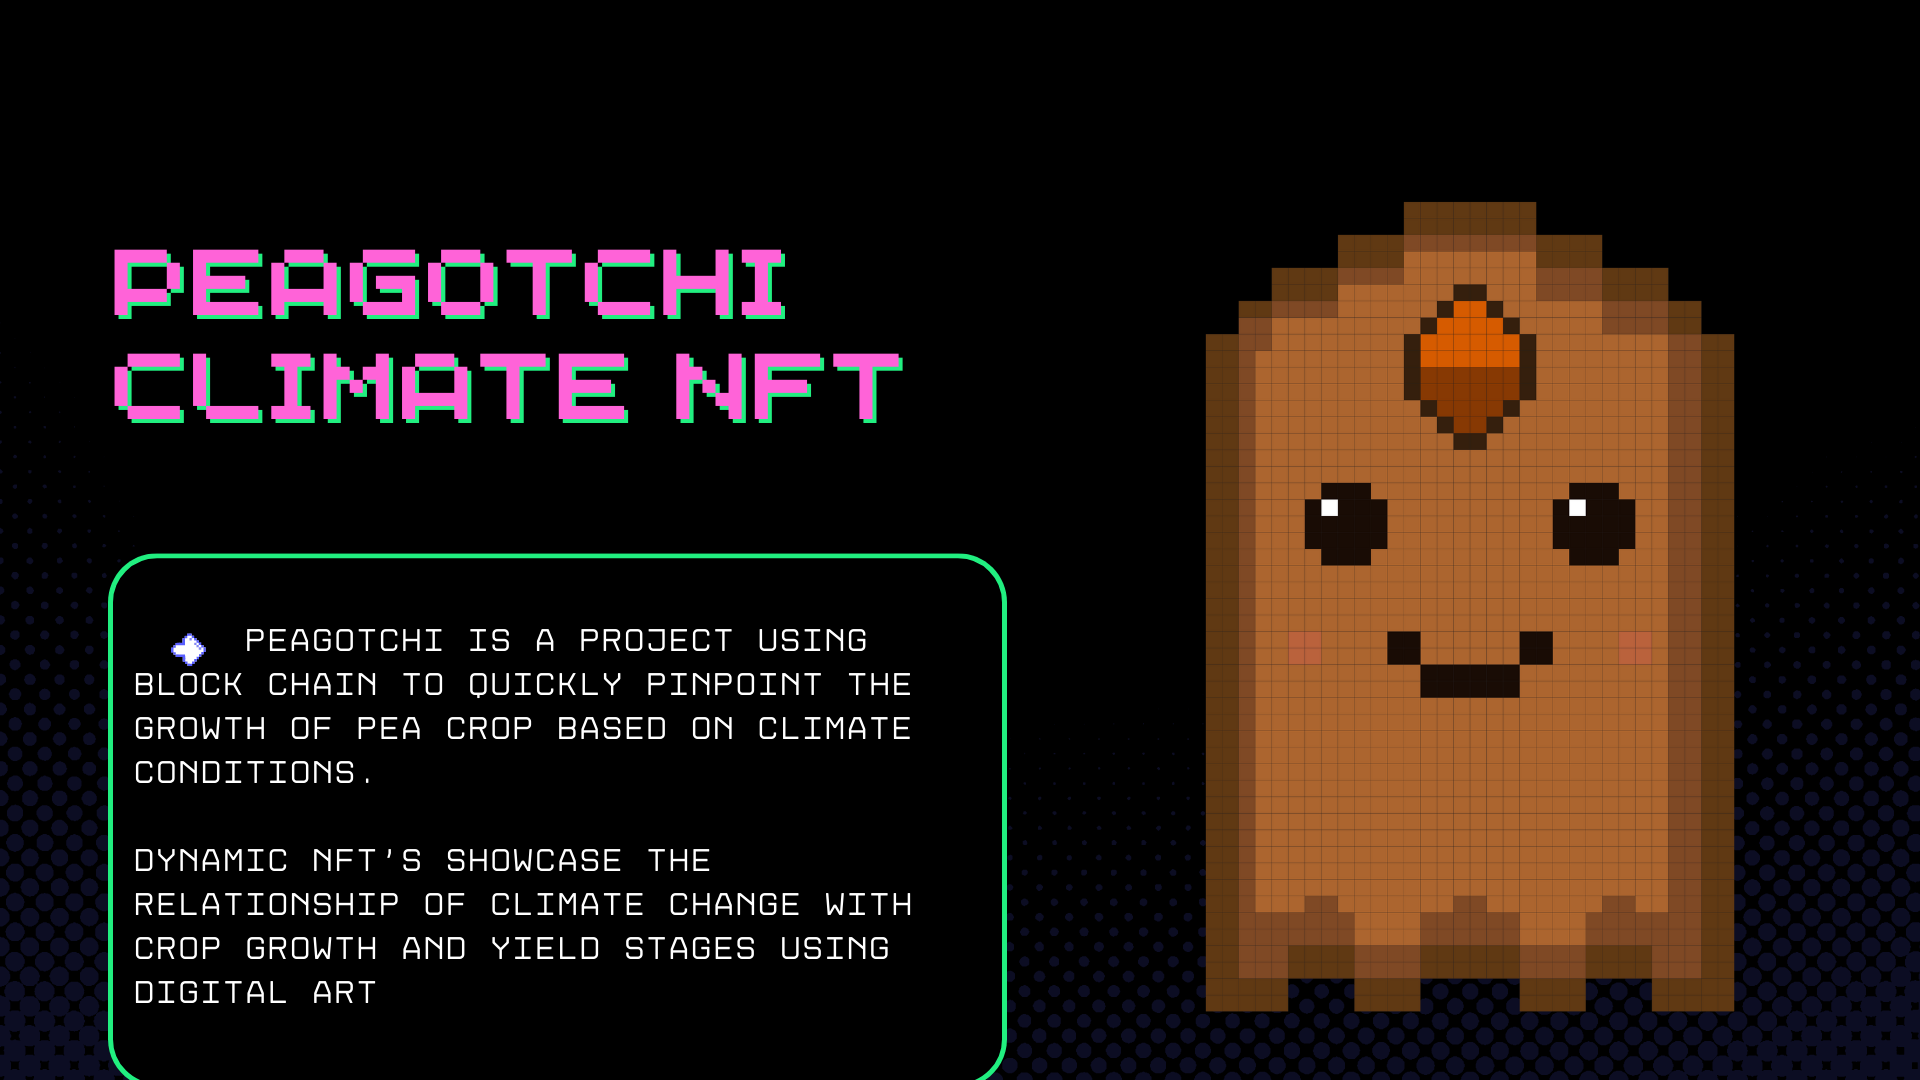 PEAGOTCHI
CLIMATE NFT
PEAGOTCHI IS A PROJECT USING
BLOCK CHAIN TO QUICKLY PINPOINT THE
GROWTH OF PEA CROP BASED ON CLIMATE
CONDITIONS.
DYNAMIC NFT'S SHOWCASE THE
RELATIONSHIP OF CLIMATE CHANGE WITH
CROP GROWTH AND YIELD STAGES USING
DIGITAL ART